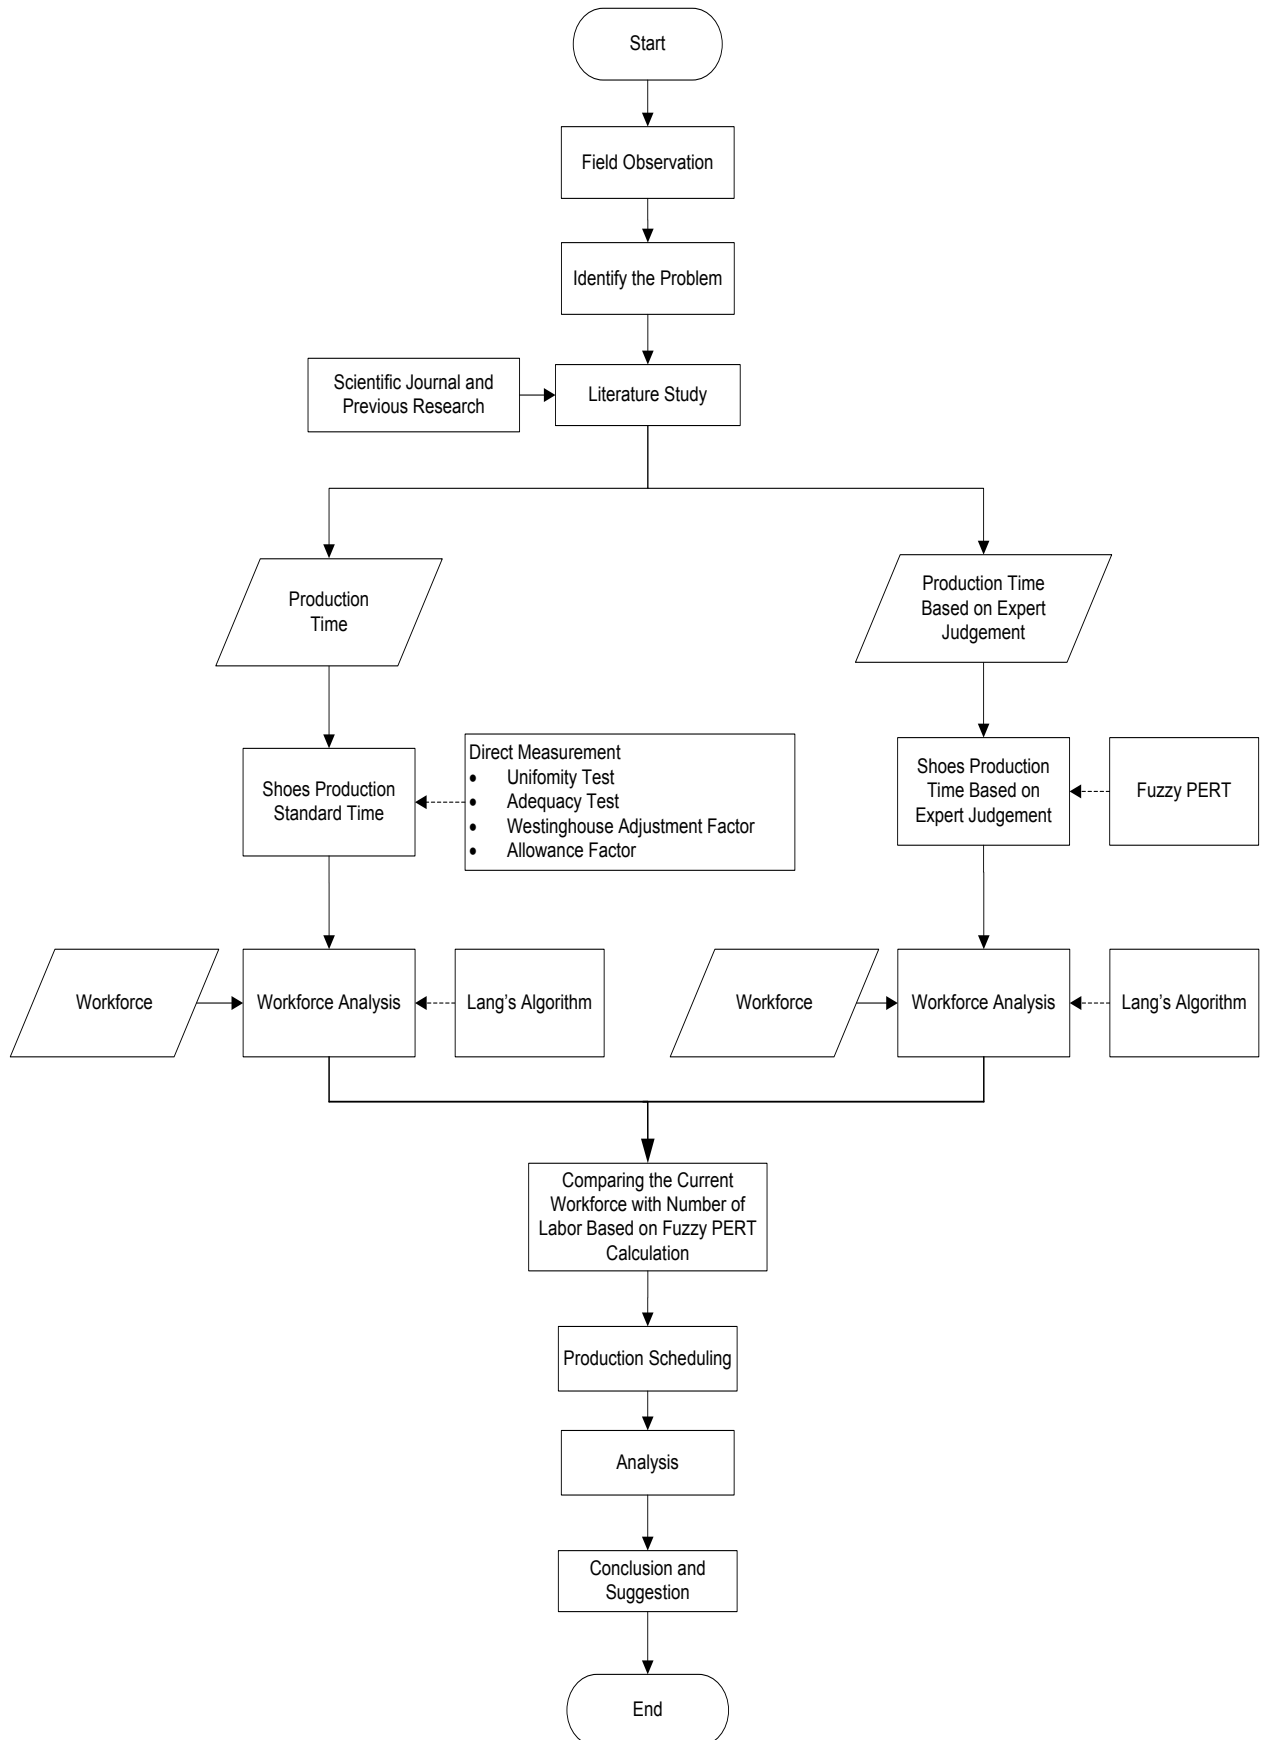 Start
Field Observation
Identify the Problem
Scientific Journal and
Previous Research
Literature Study
Production
Time
Production Time
Based on Expert
Judgement
Shoes Production
Standard Time
Direct Measurement
• Unifomity Test
• Adequacy Test
• Westinghouse Adjustment Factor
• Allowance Factor
Shoes Production
Time Based on
Expert Judgement
Fuzzy PERT
Workforce
Workforce Analysis
Lang's Algorithm
Workforce
Workforce Analysis
Lang's Algorithm
Comparing the Current
Workforce with Number of
Labor Based on Fuzzy PERT
Calculation
Production Scheduling
Analysis
Conclusion and
Suggestion
End